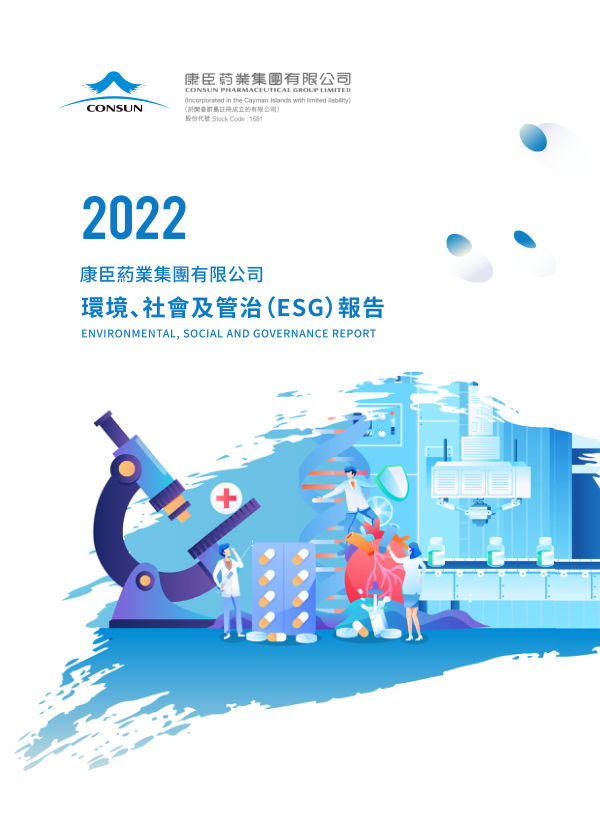 CONSUN
康臣葯業集團有限公司
CONSUN PHARMACEUTICAL GROUP LIMITED
(Incorporated in the Cayman Islands with limited liability)
(於開曼群島註冊成立的有限公司)
股份代號 Stock Code : 1681
2022
康臣葯業集團有限公司
環境、社會及管治(ESG)報告
ENVIRONMENTAL, SOCIAL AND GOVERNANCE REPORT